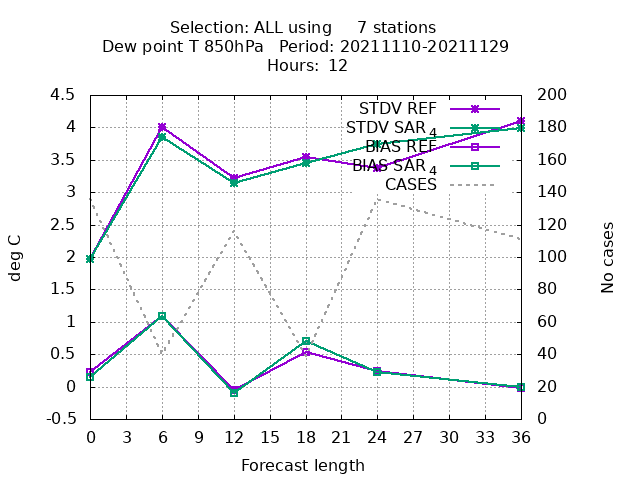 Selection: ALL using 7 stations
Dew point T 850hPa Period: 20211110-20211129
Hours: 12
4.5
4
3.5
3
2.5
2
1.5
1
0.5
0
-0.5
deg C
STDV REF
STDV SAR 4
BIAS REF
BIAS SAR 4
CASES
200
180
160
140
120
100
80
60
40
20
0
No cases
0 3 6 9 12 15 18 21 24 27 30 33 36
Forecast length